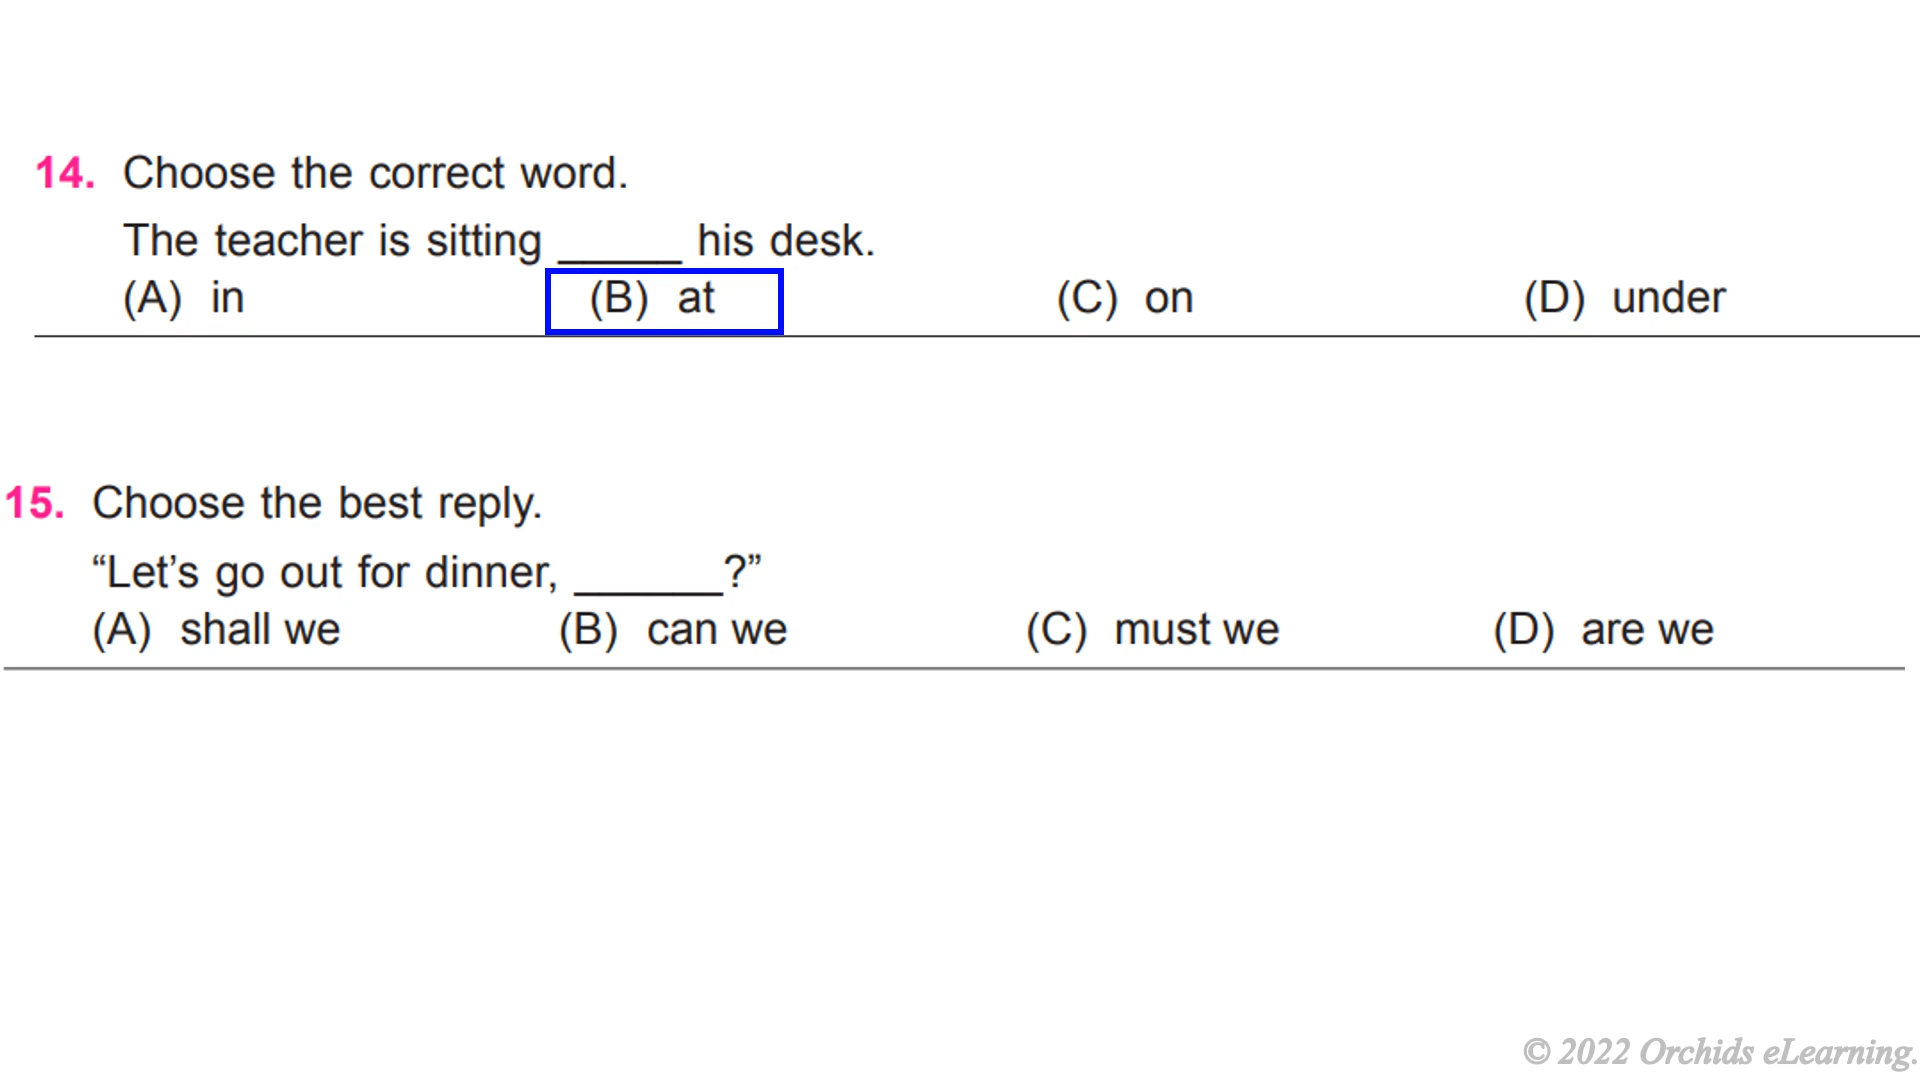 14. Choose the correct word.
The teacher is sitting _____ his desk.
(A) in (B) at (C) on (D) under
15. Choose the best reply.
“Let’s go out for dinner, ______?”
(A) shall we (B) can we (C) must we (D) are we
© 2022 Orchids eLearning.